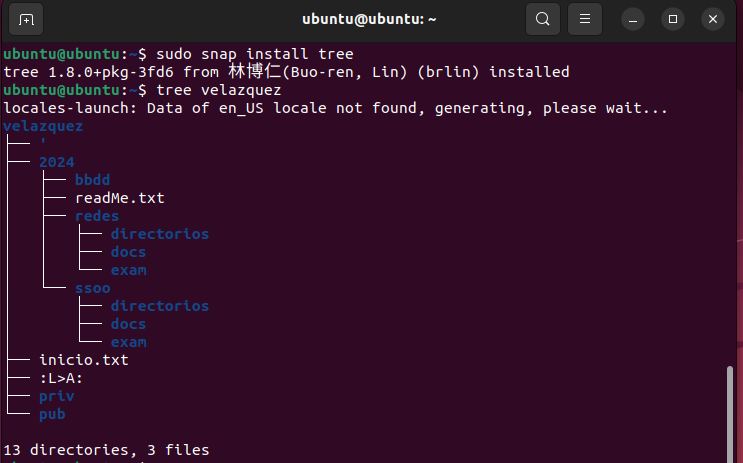 ubuntu@ubuntu: ~
ubuntu@ubuntu:~$ sudo snap install tree
tree 1.8.0+pkg-3fd6 from 林博仁(Buo-ren, Lin) (brlin) installed
ubuntu@ubuntu:~$ tree velazquez
locales-launch: Data of en_US locale not found, generating, please wait...
velazquez
├── '
├── 2024
│   ├── bbdd
│   ├── readMe.txt
│   ├── redes
│   │   ├── directorios
│   │   ├── docs
│   │   └── exam
│   └── ssoo
│       ├── directorios
│       ├── docs
│       └── exam
├── inicio.txt
├── :L>A:
├── priv
└── pub
13 directories, 3 files